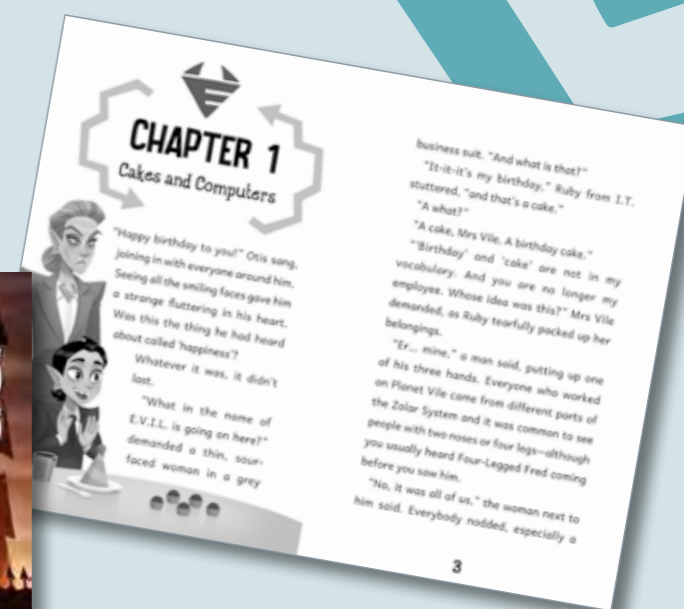 CHAPTER 1
Cakes and Computers
"Happy birthday to you!" Otis sang,
joining in with everyone around him.
Seeing all the smiling faces gave him
a strange fluttering in his heart.
Was this the thing he had heard
about called 'happiness'?
Whatever it was, it didn't
last.
"What in the name of
E.V.I.L. is going on here?"
demanded a thin, sour-
faced woman in a grey
business suit. "And what is that?"
"It-it-it's my birthday," Ruby from I.T.
stuttered, "and that's a cake."
"A what?"
"A cake, Mrs Vile. A birthday cake."
"'Birthday' and 'cake' are not in my
vocabulary. And you are no longer my
employee. Whose idea was this?" Mrs Vile
demanded, as Ruby tearfully packed up her
belongings.
"Er... mine," a man said, putting up one
of his three hands. Everyone who worked
on Planet Vile came from different parts of
the Zolar System and it was common to see
people with two noses or four legs—although
you usually heard Four-Legged Fred coming
before you saw him.
"No, it was all of us," the woman next to
him said. Everybody nodded, especially a
3